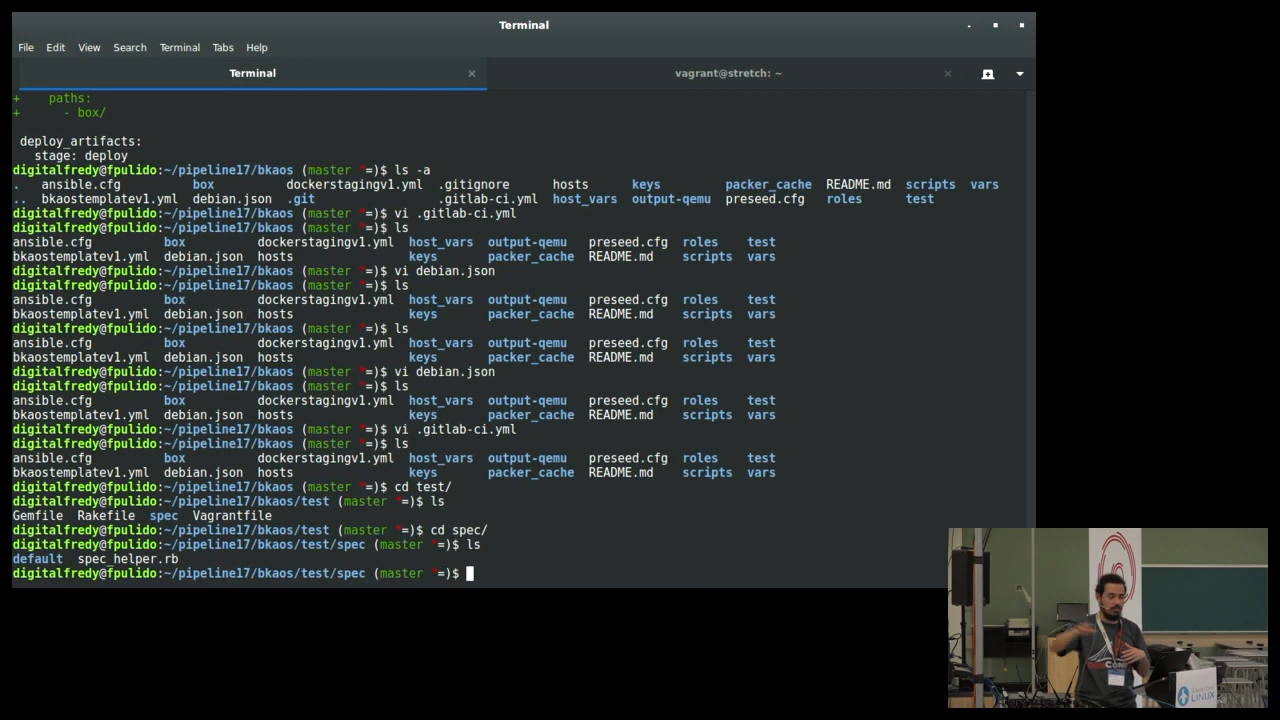 Terminal
File Edit View Search Terminal Tabs Help
Terminal vagrant@stretch: ~
+    paths:
+      - box/
 deploy_artifacts:
   stage: deploy
digitalfredy@fpulido:~/pipeline17/bkaos (master *=)$ ls -a
.   ansible.cfg          box          dockerstagingv1.yml  .gitignore      hosts      keys         packer_cache  README.md  scripts  vars
..  bkaostemplatev1.yml  debian.json  .git                 .gitlab-ci.yml  host_vars  output-qemu  preseed.cfg   roles      test
digitalfredy@fpulido:~/pipeline17/bkaos (master *=)$ vi .gitlab-ci.yml
digitalfredy@fpulido:~/pipeline17/bkaos (master *=)$ ls
ansible.cfg          box          dockerstagingv1.yml  host_vars  output-qemu   preseed.cfg  roles    test
bkaostemplatev1.yml  debian.json  hosts                keys       packer_cache  README.md    scripts  vars
digitalfredy@fpulido:~/pipeline17/bkaos (master *=)$ vi debian.json
digitalfredy@fpulido:~/pipeline17/bkaos (master *=)$ ls
ansible.cfg          box          dockerstagingv1.yml  host_vars  output-qemu   preseed.cfg  roles    test
bkaostemplatev1.yml  debian.json  hosts                keys       packer_cache  README.md    scripts  vars
digitalfredy@fpulido:~/pipeline17/bkaos (master *=)$ ls
ansible.cfg          box          dockerstagingv1.yml  host_vars  output-qemu   preseed.cfg  roles    test
bkaostemplatev1.yml  debian.json  hosts                keys       packer_cache  README.md    scripts  vars
digitalfredy@fpulido:~/pipeline17/bkaos (master *=)$ vi debian.json
digitalfredy@fpulido:~/pipeline17/bkaos (master *=)$ ls
ansible.cfg          box          dockerstagingv1.yml  host_vars  output-qemu   preseed.cfg  roles    test
bkaostemplatev1.yml  debian.json  hosts                keys       packer_cache  README.md    scripts  vars
digitalfredy@fpulido:~/pipeline17/bkaos (master *=)$ vi .gitlab-ci.yml
digitalfredy@fpulido:~/pipeline17/bkaos (master *=)$ ls
ansible.cfg          box          dockerstagingv1.yml  host_vars  output-qemu   preseed.cfg  roles    test
bkaostemplatev1.yml  debian.json  hosts                keys       packer_cache  README.md    scripts  vars
digitalfredy@fpulido:~/pipeline17/bkaos (master *=)$ cd test/
digitalfredy@fpulido:~/pipeline17/bkaos/test (master *=)$ ls
Gemfile  Rakefile  spec  Vagrantfile
digitalfredy@fpulido:~/pipeline17/bkaos/test (master *=)$ cd spec/
digitalfredy@fpulido:~/pipeline17/bkaos/test/spec (master *=)$ ls
default  spec_helper.rb
digitalfredy@fpulido:~/pipeline17/bkaos/test/spec (master *=)$
LINUX